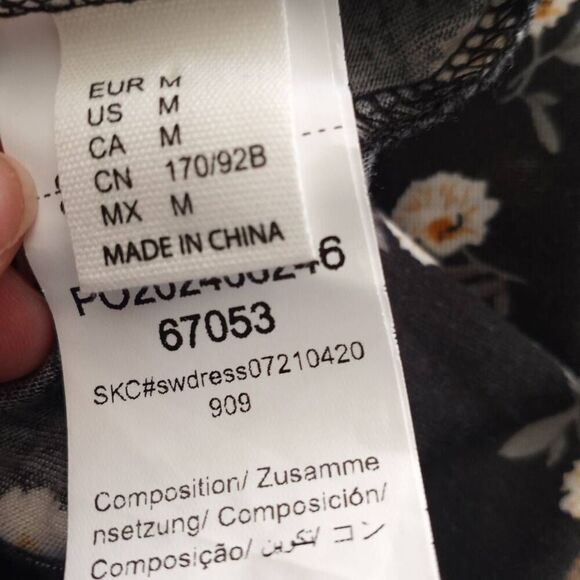 EUR M
US M
CA M
CN 170/92B
MX M
MADE IN CHINA
67053
SKC#swdress07210420
909
Composition/ Zusamme
nsetzung/ Composición/
Composição/ تكوين/ コン